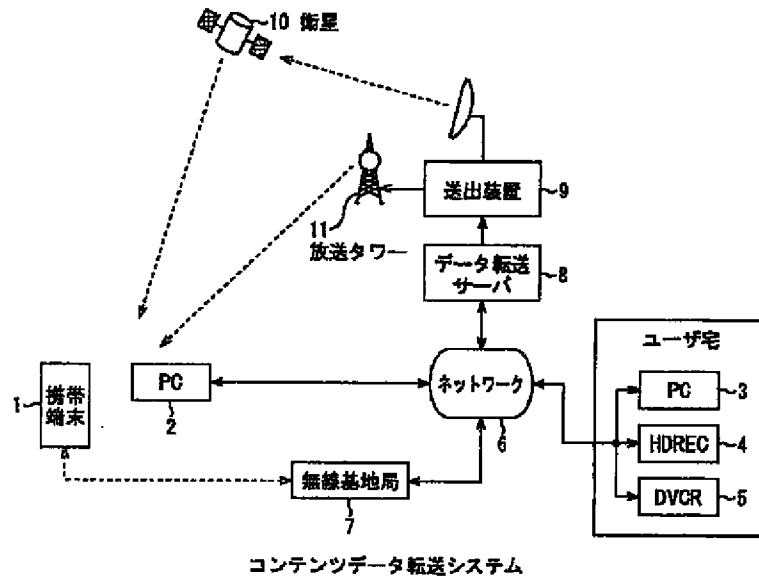 10 衛星
送出装置
9
11
放送タワー
データ転送
サーバ
8
ユーザ宅
携帯
端末
1
PC
2
ネットワーク
6
PC
3
HDREC
4
DVCR
5
無線基地局
7
コンテンツデータ転送システム